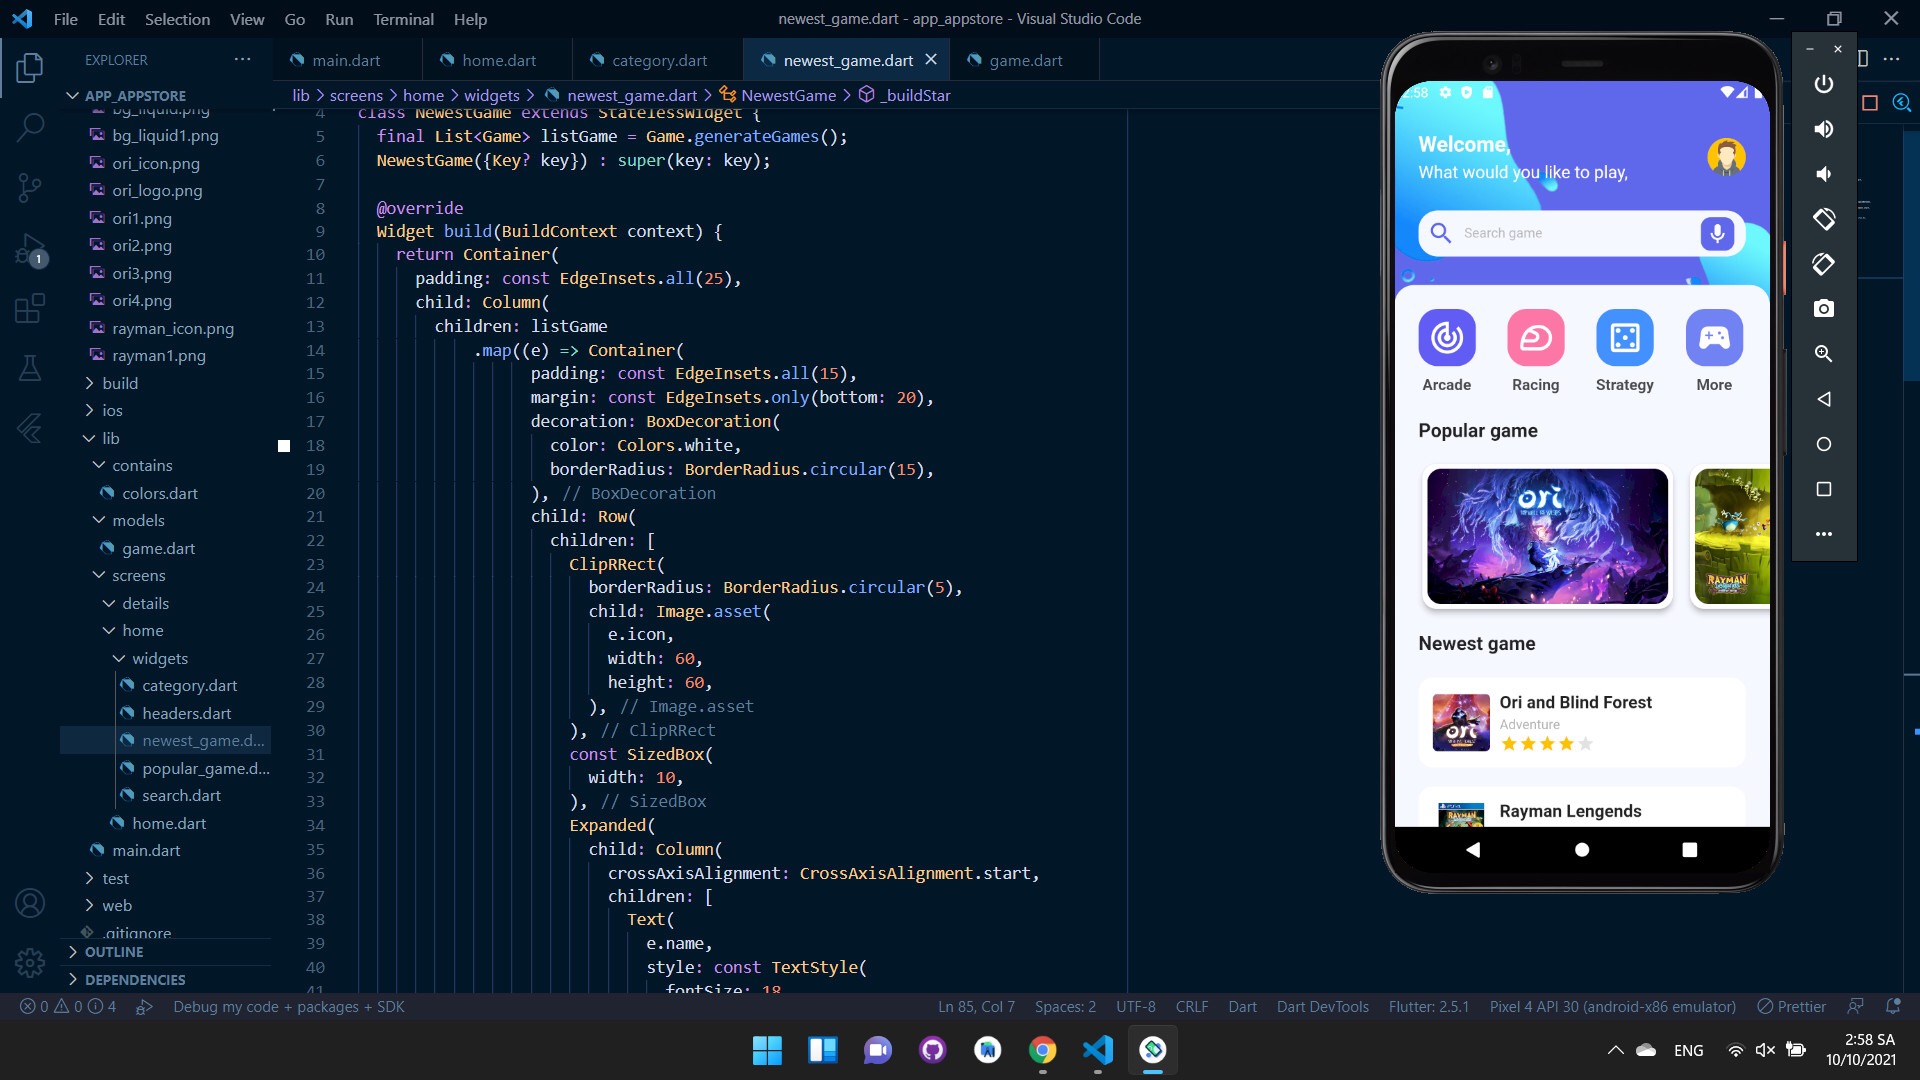 File Edit Selection View Go Run Terminal Help
newest_game.dart - app_appstore - Visual Studio Code
EXPLORER
main.dart
home.dart
category.dart
newest_game.dart
game.dart
lib > screens > home > widgets > newest_game.dart > NewestGame > _buildStar
APP_APPSTORE
bg_liquid.png
bg_liquid1.png
ori_icon.png
ori_logo.png
ori1.png
ori2.png
ori3.png
ori4.png
rayman_icon.png
rayman1.png
build
ios
lib
contains
colors.dart
models
game.dart
screens
details
home
widgets
category.dart
headers.dart
newest_game.d...
popular_game.d...
search.dart
home.dart
main.dart
test
web
.gitignore
OUTLINE
DEPENDENCIES
1
4 class NewestGame extends StatelessWidget {
5 final List<Game> listGame = Game.generateGames();
6 NewestGame({Key? key}) : super(key: key);
7
8 @override
9 Widget build(BuildContext context) {
10 return Container(
11 padding: const EdgeInsets.all(25),
12 child: Column(
13 children: listGame
14 .map((e) => Container(
15 padding: const EdgeInsets.all(15),
16 margin: const EdgeInsets.only(bottom: 20),
17 decoration: BoxDecoration(
18 color: Colors.white,
19 borderRadius: BorderRadius.circular(15),
20 ), // BoxDecoration
21 child: Row(
22 children: [
23 ClipRRect(
24 borderRadius: BorderRadius.circular(5),
25 child: Image.asset(
26 e.icon,
27 width: 60,
28 height: 60,
29 ), // Image.asset
30 ), // ClipRRect
31 const SizedBox(
32 width: 10,
33 ), // SizedBox
34 Expanded(
35 child: Column(
36 crossAxisAlignment: CrossAxisAlignment.start,
37 children: [
38 Text(
39 e.name,
40 style: const TextStyle(
41 fontSize: 18
2:58
Welcome,
What would you like to play,
Search game
Arcade Racing Strategy More
Popular game
ori
RAYMAN
Newest game
ori
Ori and Blind Forest
Adventure
RAYMAN
Rayman Lengends
0 0 4 Debug my code + packages + SDK
Ln 85, Col 7 Spaces: 2 UTF-8 CRLF Dart Dart DevTools Flutter: 2.5.1 Pixel 4 API 30 (android-x86 emulator) Prettier
ENG
2:58 SA
10/10/2021